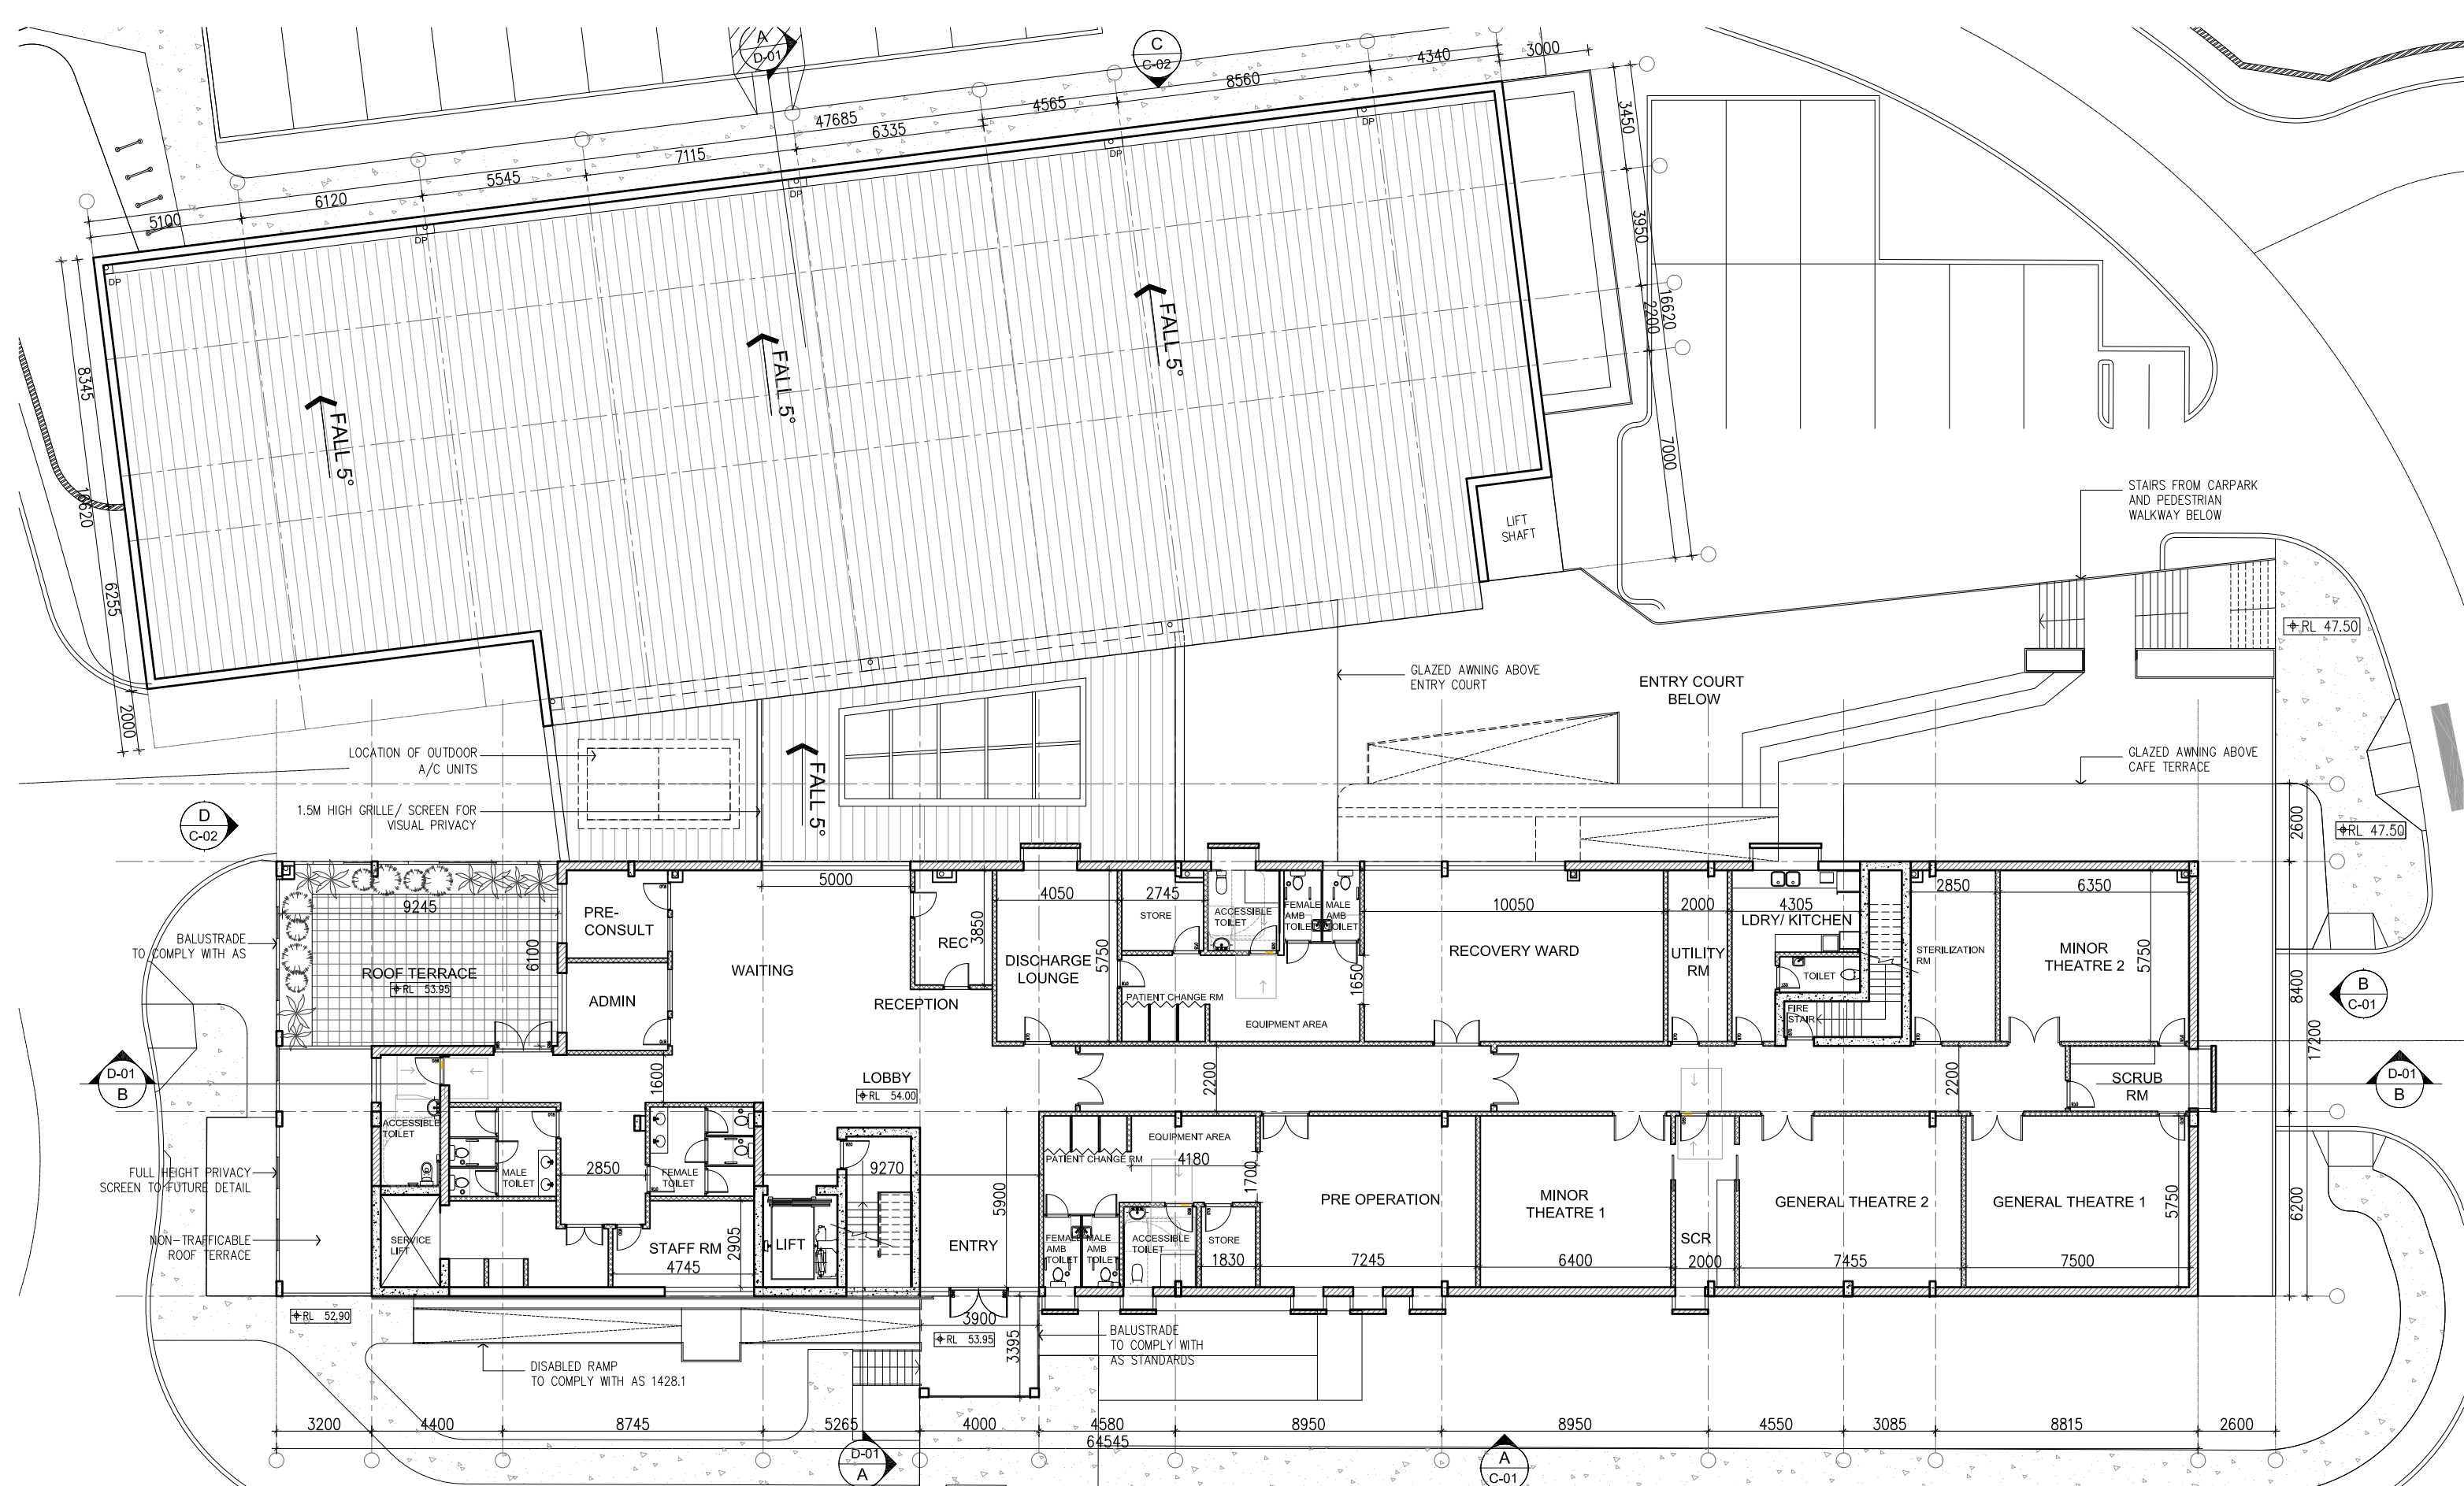 A
D-01
C
C-02
3000
4340
8560
4565
47685
6335
7115
5545
6120
5100
3450
3950
16620
2200
7000
DP
DP
DP
DP
DP
FALL 5°
FALL 5°
FALL 5°
8345
16620
6255
2000
LIFT
SHAFT
STAIRS FROM CARPARK
AND PEDESTRIAN
WALKWAY BELOW
RL 47.50
GLAZED AWNING ABOVE
ENTRY COURT
ENTRY COURT
BELOW
LOCATION OF OUTDOOR
A/C UNITS
FALL 5°
GLAZED AWNING ABOVE
CAFE TERRACE
1.5M HIGH GRILLE/ SCREEN FOR
VISUAL PRIVACY
D
C-02
RL 47.50
2600
BALUSTRADE
TO COMPLY WITH AS
9245
6100
ROOF TERRACE
RL 53.95
PRE-
CONSULT
ADMIN
5000
WAITING
REC
3850
RECEPTION
4050
DISCHARGE
LOUNGE
5750
2745
STORE
ACCESSIBLE
TOILET
FEMALE
AMB
TOILET
MALE
AMB
TOILET
PATIENT CHANGE RM
EQUIPMENT AREA
1650
10050
RECOVERY WARD
2000
UTILITY
RM
4305
LDRY/ KITCHEN
TOILET
FIRE
STAIR
2850
STERILIZATION
RM
6350
MINOR
THEATRE 2
5750
8400
17200
B
C-01
D-01
B
1600
LOBBY
RL 54.00
2200
2200
SCRUB
RM
D-01
B
ACCESSIBLE
TOILET
MALE
TOILET
2850
FEMALE
TOILET
9270
5900
PATIENT CHANGE RM
EQUIPMENT AREA
4180
1700
PRE OPERATION
MINOR
THEATRE 1
GENERAL THEATRE 2
GENERAL THEATRE 1
5750
6200
FULL HEIGHT PRIVACY
SCREEN TO FUTURE DETAIL
NON-TRAFFICABLE
ROOF TERRACE
SERVICE
LIFT
STAFF RM
4745
2905
LIFT
ENTRY
FEMALE
AMB
TOILET
MALE
AMB
TOILET
ACCESSIBLE
TOILET
STORE
1830
7245
6400
SCR
2000
7455
7500
RL 52.90
3900
RL 53.95
3395
BALUSTRADE
TO COMPLY WITH
AS STANDARDS
DISABLED RAMP
TO COMPLY WITH AS 1428.1
3200
4400
8745
5265
4000
4580
8950
8950
4550
3085
8815
2600
64545
D-01
A
A
C-01